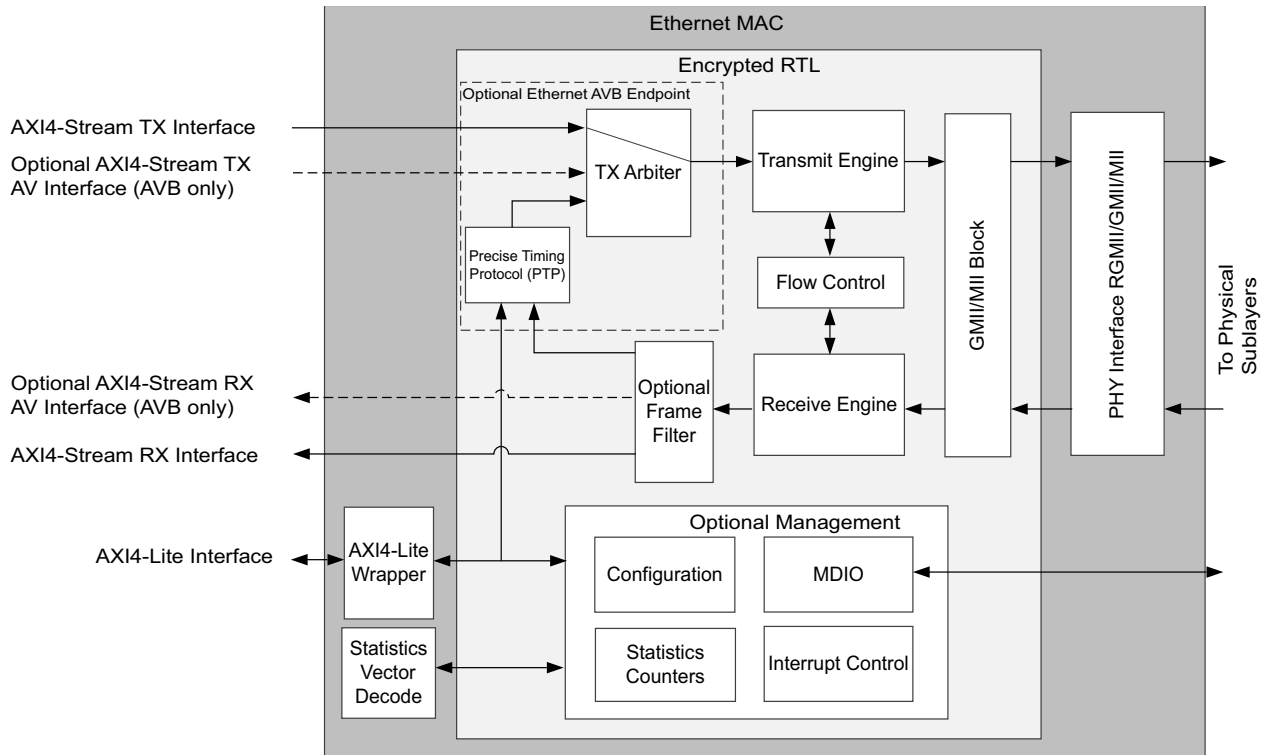 Ethernet MAC
Encrypted RTL
Optional Ethernet AVB Endpoint
AXI4-Stream TX Interface
Optional AXI4-Stream TX
AV Interface (AVB only)
TX Arbiter
Transmit Engine
Precise Timing
Protocol (PTP)
Flow Control
GMII/MII Block
PHY Interface RGMII/GMII/MII
To Physical
Sublayers
Optional AXI4-Stream RX
AV Interface (AVB only)
AXI4-Stream RX Interface
Optional
Frame
Filter
Receive Engine
AXI4-Lite Interface
AXI4-Lite
Wrapper
Optional Management
Configuration
MDIO
Statistics
Vector
Decode
Statistics
Counters
Interrupt Control